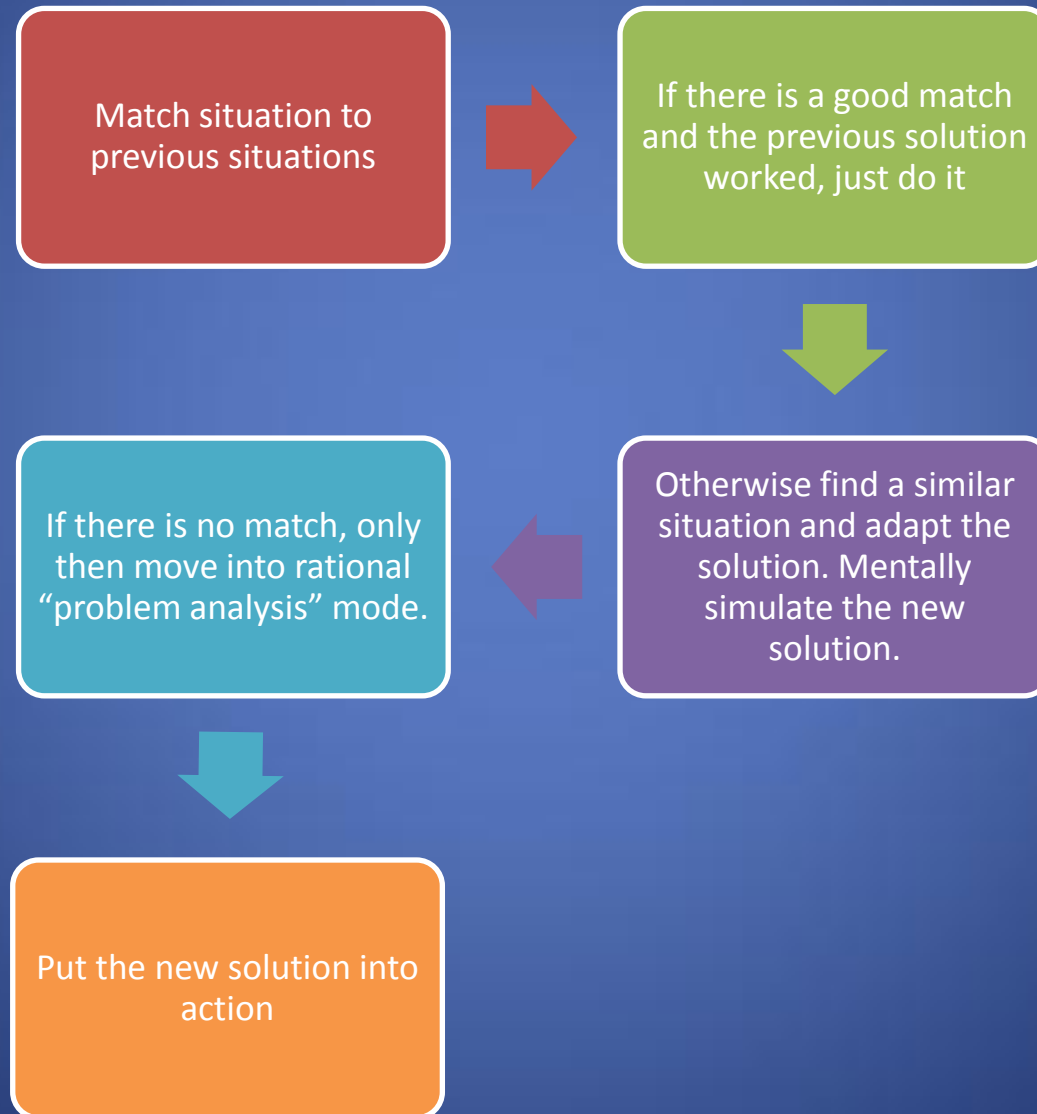 Match situation to
previous situations
If there is a good match
and the previous solution
worked, just do it
Otherwise find a similar
situation and adapt the
solution. Mentally
simulate the new
solution.
If there is no match, only
then move into rational
“problem analysis” mode.
Put the new solution into
action